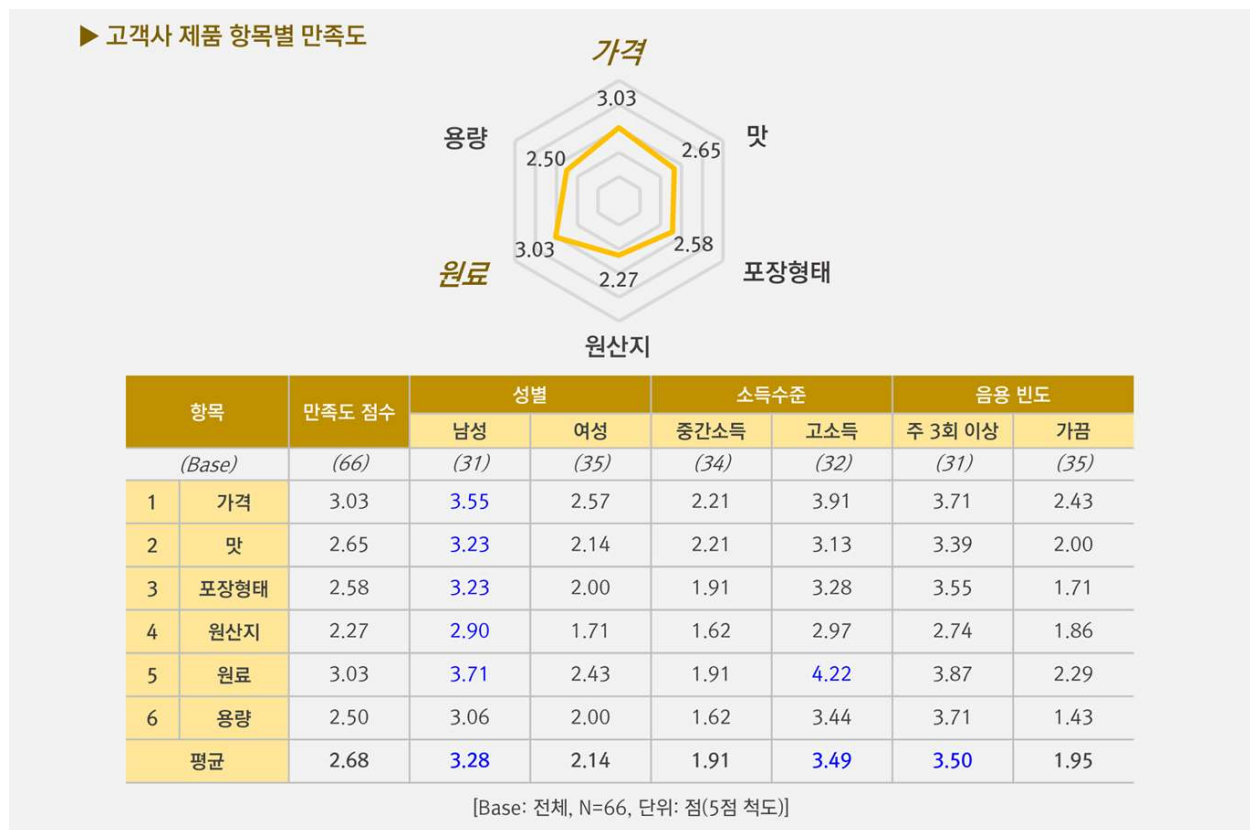 ▶ 고객사 제품 항목별 만족도
가격
3.03
용량
맛
2.50
2.65
3.03
2.58
원료
2.27
포장형태
원산지
항목 만족도 점수 성별 소득수준 음용 빈도
남성 여성 중간소득 고소득 주 3회 이상 가끔
(Base) (66) (31) (35) (34) (32) (31) (35)
1 가격 3.03 3.55 2.57 2.21 3.91 3.71 2.43
2 맛 2.65 3.23 2.14 2.21 3.13 3.39 2.00
3 포장형태 2.58 3.23 2.00 1.91 3.28 3.55 1.71
4 원산지 2.27 2.90 1.71 1.62 2.97 2.74 1.86
5 원료 3.03 3.71 2.43 1.91 4.22 3.87 2.29
6 용량 2.50 3.06 2.00 1.62 3.44 3.71 1.43
평균 2.68 3.28 2.14 1.91 3.49 3.50 1.95
[Base: 전체, N=66, 단위: 점(5점 척도)]